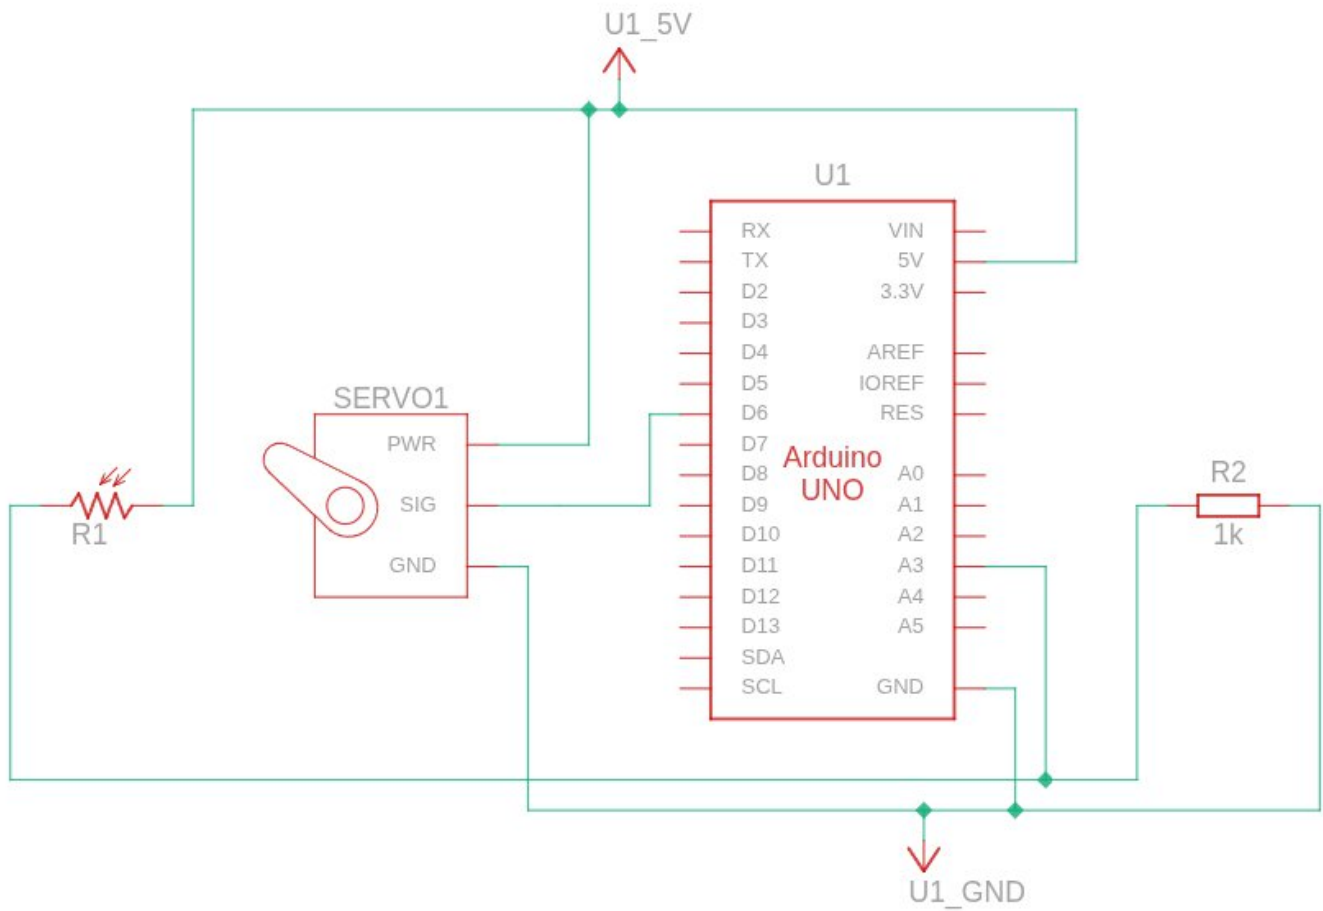 U1_5V
U1
RX VIN
TX 5V
D2 3.3V
D3
D4 AREF
D5 IOREF
D6 RES
D7
D8 A0
D9 A1
D10 A2
D11 A3
D12 A4
D13 A5
SDA
SCL GND
Arduino
UNO
SERVO1
PWR
SIG
GND
R1
R2
1k
U1_GND